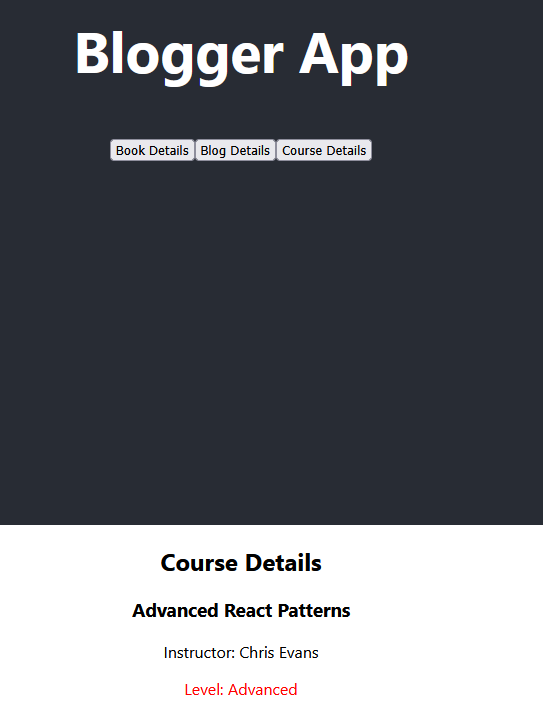 Blogger App
Book Details Blog Details Course Details
Course Details
Advanced React Patterns
Instructor: Chris Evans
Level: Advanced